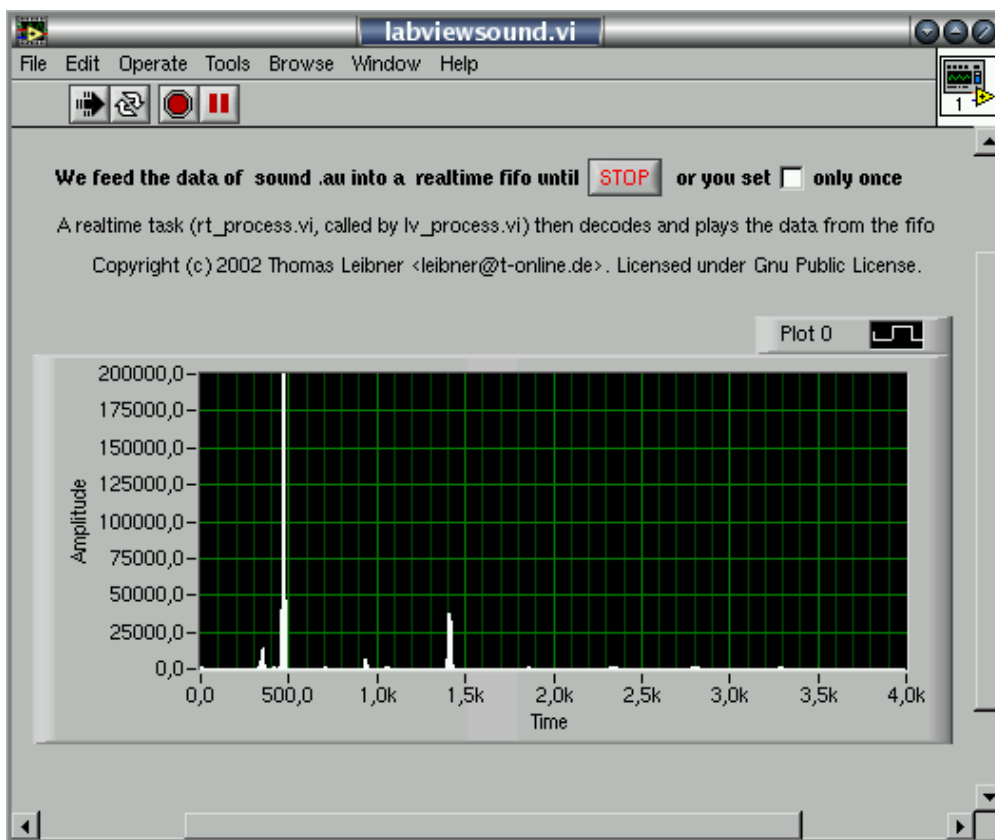 labviewsound.vi
File Edit Operate Tools Browse Window Help
1
We feed the data of sound .au into a realtime fifo until STOP or you set only once
A realtime task (rt_process.vi, called by lv_process.vi) then decodes and plays the data from the fifo
Copyright (c) 2002 Thomas Leibner <leibner@t-online.de>. Licensed under Gnu Public License.
Plot 0
200000,0
175000,0
150000,0
125000,0
100000,0
75000,0
50000,0
25000,0
0,0
Amplitude
0,0 500,0 1,0k 1,5k 2,0k 2,5k 3,0k 3,5k 4,0k
Time